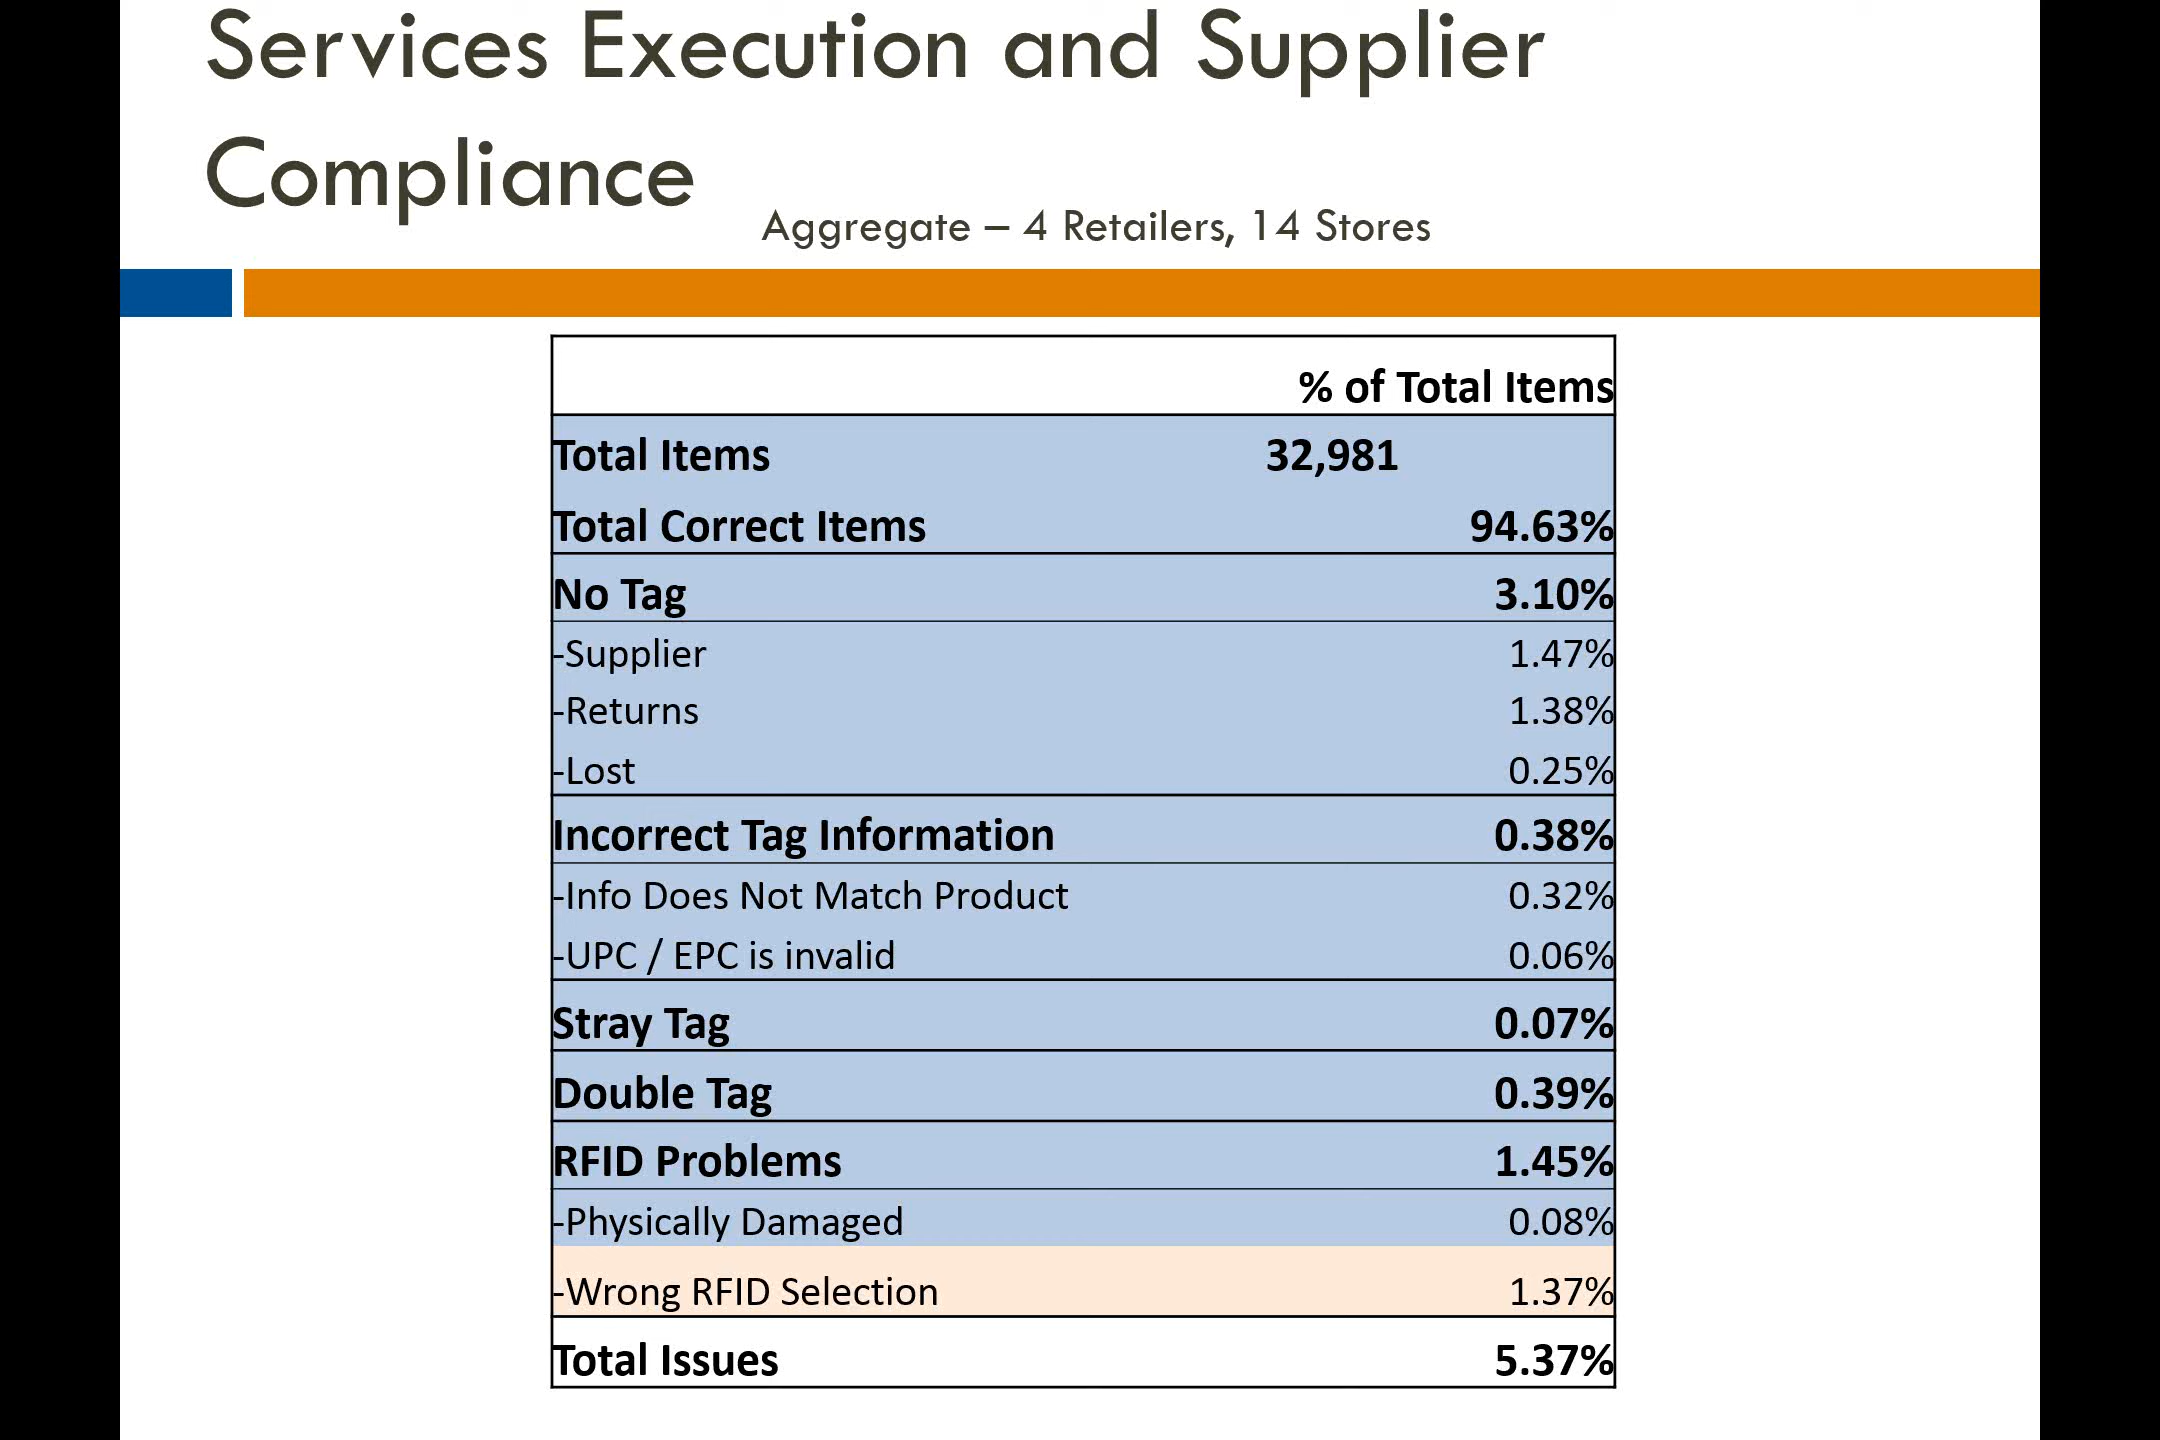 Services Execution and Supplier
Compliance
Aggregate – 4 Retailers, 14 Stores
% of Total Items
Total Items 32,981
Total Correct Items 94.63%
No Tag 3.10%
-Supplier 1.47%
-Returns 1.38%
-Lost 0.25%
Incorrect Tag Information 0.38%
-Info Does Not Match Product 0.32%
-UPC / EPC is invalid 0.06%
Stray Tag 0.07%
Double Tag 0.39%
RFID Problems 1.45%
-Physically Damaged 0.08%
-Wrong RFID Selection 1.37%
Total Issues 5.37%